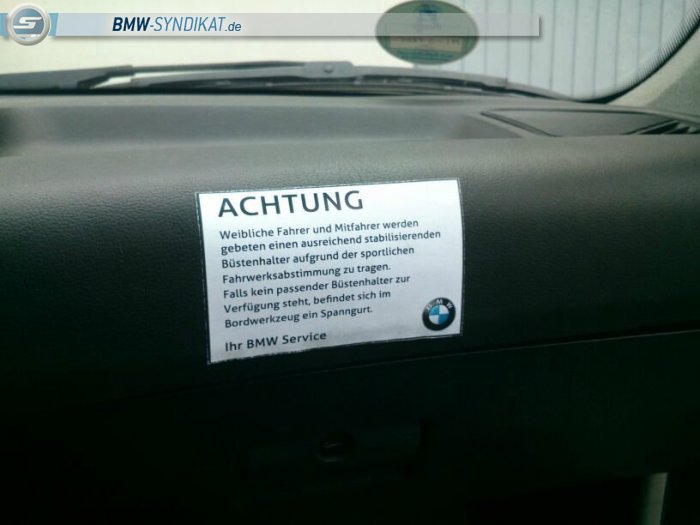 BMW-SYNDIKAT.de
ACHTUNG
Weibliche Fahrer und Mitfahrer werden
gebeten einen ausreichend stabilisierenden
Büstenhalter aufgrund der sportlichen
Fahrwerksabstimmung zu tragen.
Falls kein passender Büstenhalter zur
Verfügung steht, befindet sich im
Bordwerkzeug ein Spanngurt.
Ihr BMW Service
BMW